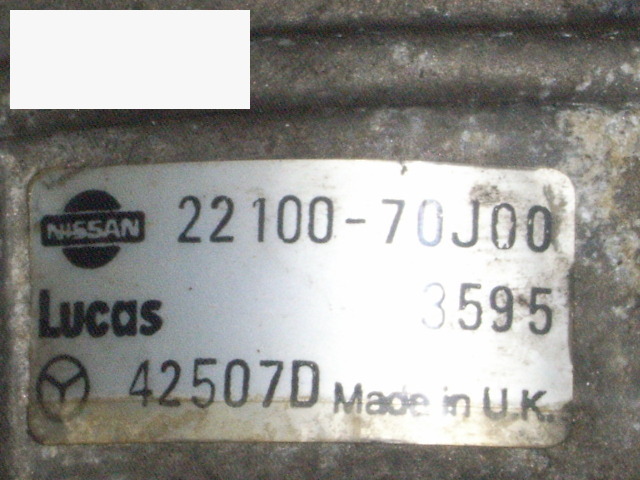 NISSAN 22100-70J00
Lucas 3595
42507D Made in U.K.